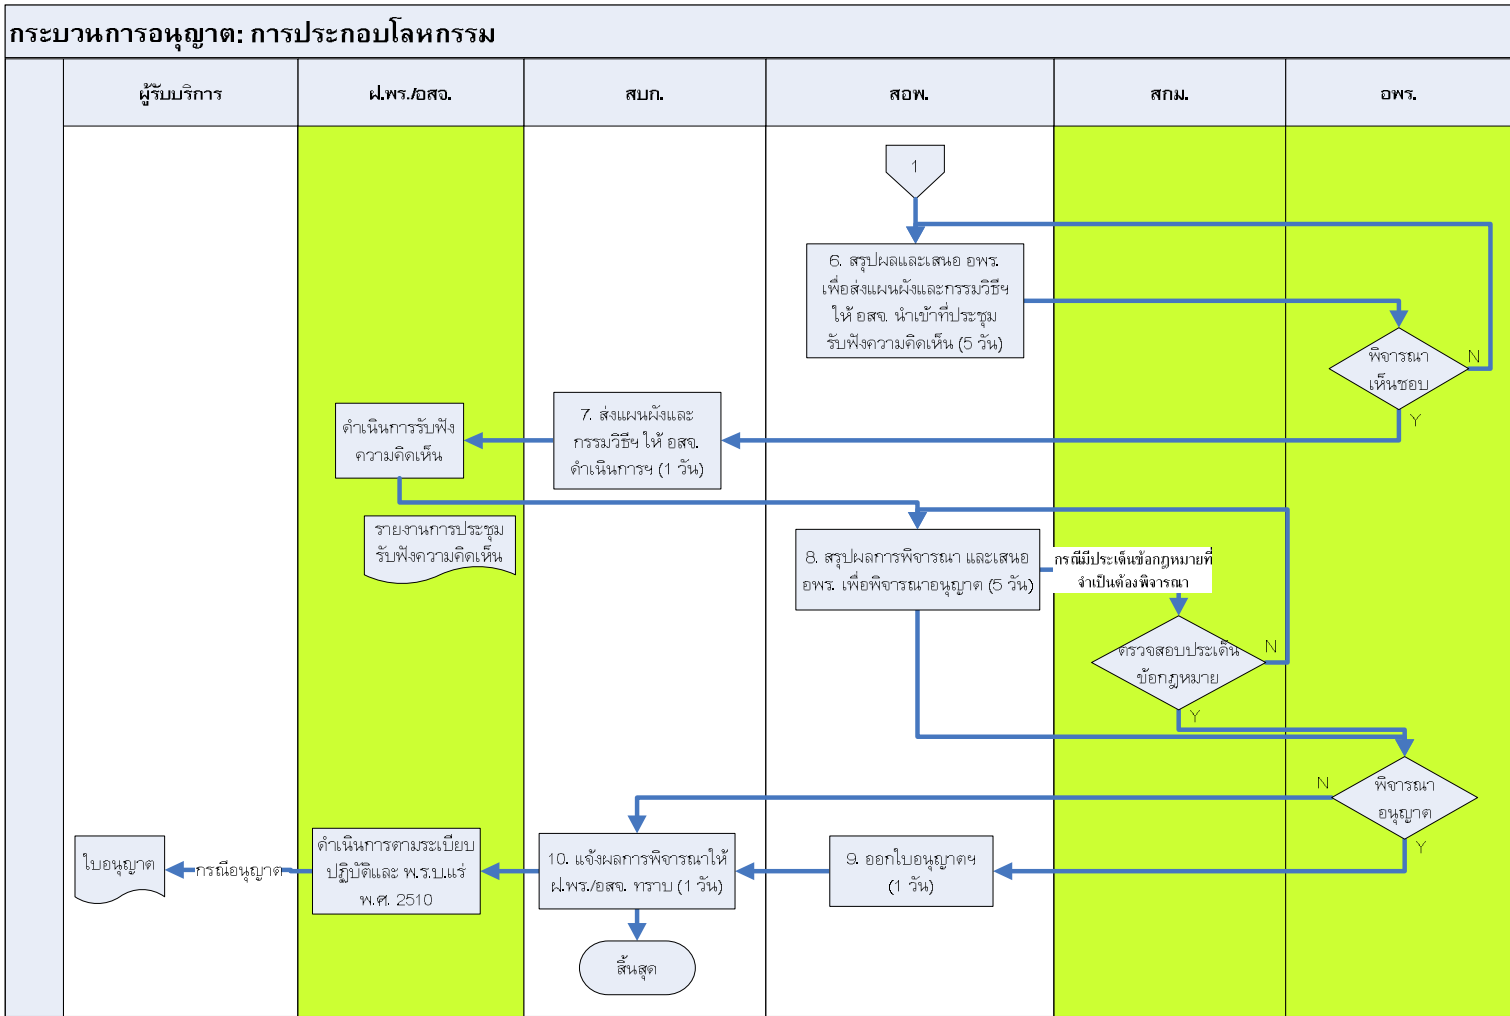 กระบวนการอนุญาต: การประกอบโลหกรรม
ผู้รับบริการ
ฝ.พร./อสจ.
สบก.
สอพ.
สกม.
อพร.
1
6. สรุปผลและเสนอ อพร.
เพื่อส่งแผนผังและกรรมวิธีฯ
ให้ อสจ. นำเข้าที่ประชุม
รับฟังความคิดเห็น (5 วัน)
พิจารณา
เห็นชอบ
N
Y
7. ส่งแผนผังและ
กรรมวิธีฯ ให้ อสจ.
ดำเนินการฯ (1 วัน)
ดำเนินการรับฟัง
ความคิดเห็น
รายงานการประชุม
รับฟังความคิดเห็น
8. สรุปผลการพิจารณา และเสนอ
อพร. เพื่อพิจารณาอนุญาต (5 วัน)
กรณีมีประเด็นข้อกฎหมายที่
จำเป็นต้องพิจารณา
ตรวจสอบประเด็น
ข้อกฎหมาย
N
Y
พิจารณา
อนุญาต
N
Y
9. ออกใบอนุญาตฯ
(1 วัน)
10. แจ้งผลการพิจารณาให้
ฝ.พร./อสจ. ทราบ (1 วัน)
ดำเนินการตามระเบียบ
ปฏิบัติและ พ.ร.บ.แร่
พ.ศ. 2510
กรณีอนุญาต
ใบอนุญาต
สิ้นสุด